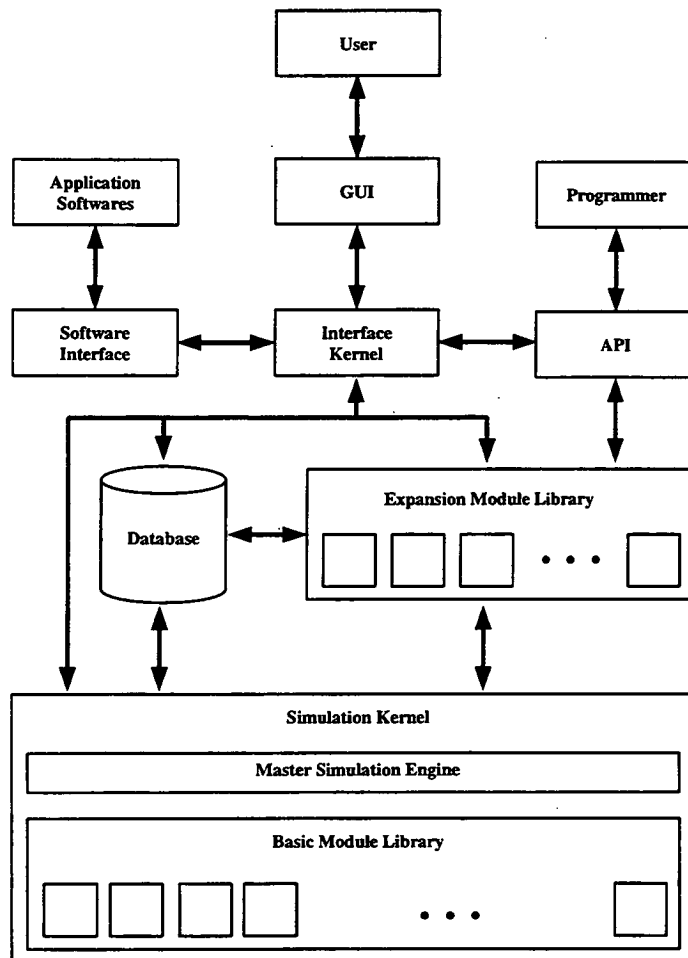 User
Application
Softwares
GUI
Programmer
Software
Interface
Interface
Kernel
API
Database
Expansion Module Library
Simulation Kernel
Master Simulation Engine
Basic Module Library